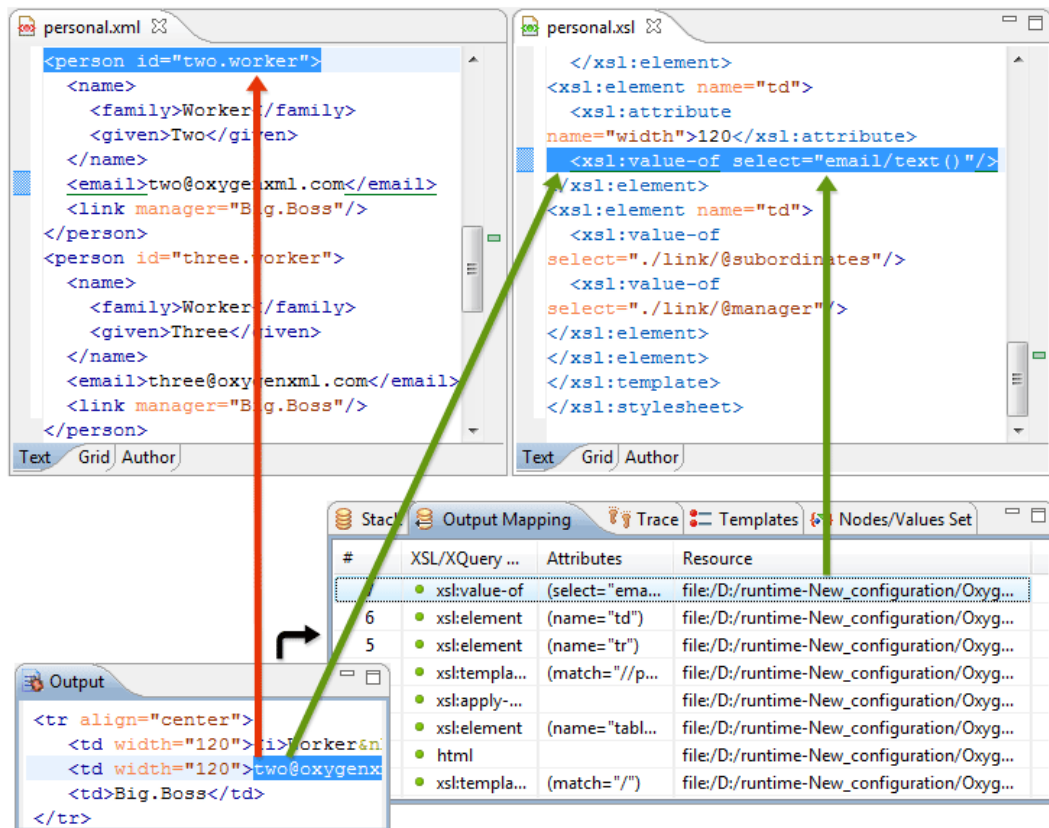 personal.xml
<person id="two.worker">
<name>
<family>Worker</family>
<given>Two</given>
</name>
<email>two@oxygenxml.com</email>
<link manager="Big.Boss"/>
</person>
<person id="three.worker">
<name>
<family>Worker</family>
<given>Three</given>
</name>
<email>three@oxygenxml.com</email>
<link manager="Big.Boss"/>
</person>
Text Grid Author
personal.xsl
</xsl:element>
<xsl:element name="td">
<xsl:attribute
name="width">120</xsl:attribute>
<xsl:value-of select="email/text()"/>
</xsl:element>
<xsl:element name="td">
<xsl:value-of
select="./link/@subordinates"/>
<xsl:value-of
select="./link/@manager"/>
</xsl:element>
</xsl:element>
</xsl:template>
</xsl:stylesheet>
Text Grid Author
Stack Output Mapping Trace Templates Nodes/Values Set
# XSL/XQuery ... Attributes Resource
7 xsl:value-of (select="ema... file:/D:/runtime-New_configuration/Oxyg...
6 xsl:element (name="td") file:/D:/runtime-New_configuration/Oxyg...
5 xsl:element (name="tr") file:/D:/runtime-New_configuration/Oxyg...
xsl:templa... (match="//p... file:/D:/runtime-New_configuration/Oxyg...
xsl:apply-... file:/D:/runtime-New_configuration/Oxyg...
xsl:element (name="tabl... file:/D:/runtime-New_configuration/Oxyg...
html file:/D:/runtime-New_configuration/Oxyg...
xsl:templa... (match="/") file:/D:/runtime-New_configuration/Oxyg...
Output
<tr align="center">
<td width="120"><i>Worker&n
<td width="120">two@oxygenx
<td>Big.Boss</td>
</tr>